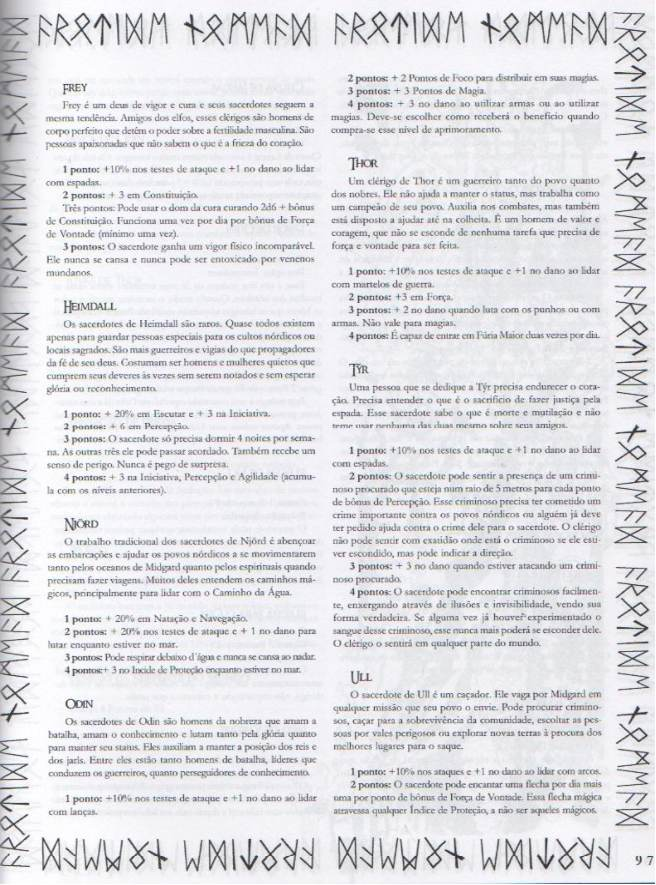 FREY
Frey é um deus de vigor e cura e seus sacerdotes seguem a
mesma tendência. Amigos dos elfos, esses clérigos são homens de
corpo perfeito que detêm o poder sobre a fertilidade masculina. São
pessoas apaixonadas que não sabem o que é a frieza do coração.
1 ponto: +10% nos testes de ataque e +1 no dano ao lidar
com espadas.
2 pontos: + 3 em Constituição.
Três pontos: Pode usar o dom da cura curando 2d6 + bônus
de Constituição. Funciona uma vez por dia por bônus de Força
de Vontade (mínimo uma vez).
3 pontos: O sacerdote ganha um vigor físico incomparável.
Ele nunca se cansa e nunca pode ser entoxicado por venenos
mundanos.
HEIMDALL
Os sacerdotes de Heimdall são raros. Quase todos existem
apenas para guardar pessoas especiais para os cultos nórdicos ou
locais sagrados. São mais guerreiros e vigias do que propagadores
da fé de seu deus. Costumam ser homens e mulheres quietos que
cumprem seus deveres às vezes sem serem notados e sem esperar
glória ou reconhecimento.
1 ponto: + 20% em Escutar e + 3 na Iniciativa.
2 pontos: + 6 em Percepção.
3 pontos: O sacerdote só precisa dormir 4 noites por sema-
na. As outras três ele pode passar acordado. Também recebe um
senso de perigo. Nunca é pego de surpresa.
4 pontos: + 3 na Iniciativa, Percepção e Agilidade (acumu-
la com os níveis anteriores).
NJÖRD
O trabalho tradicional dos sacerdotes de Njörd é abençoar
as embarcações e ajudar os povos nórdicos a se movimentarem
tanto pelos oceanos de Midgard quanto pelos espirituais quando
precisam fazer viagens. Muitos deles entendem os caminhos má-
gicos, principalmente para lidar com o Caminho da Água.
1 ponto: + 20% em Natação e Navegação.
2 pontos: + 20% nos testes de ataque e + 1 no dano para
lutar enquanto estiver no mar.
3 pontos: Pode respirar debaixo d'água e nunca se cansa ao nadar.
4 pontos:+ 3 no Incide de Proteção enquanto estiver no mar.
ODIN
Os sacerdotes de Odin são homens da nobreza que amam a
batalha, amam o conhecimento e lutam tanto pela glória quanto
para manter seu status. Eles auxiliam a manter a posição dos reis e
dos jarls. Entre eles estão tanto homens de batalha, líderes que
conduzem os guerreiros, quanto perseguidores de conhecimento.
1 ponto: +10% nos testes de ataque e +1 no dano ao lidar
com lanças.
2 pontos: + 2 Pontos de Foco para distribuir em suas magias.
3 pontos: + 3 Pontos de Magia.
4 pontos: + 3 no dano ao utilizar armas ou ao utilizar
magias. Deve-se escolher como receberá o benefício quando
compra-se esse nível de aprimoramento.
THOR
Um clérigo de Thor é um guerreiro tanto do povo quanto
dos nobres. Ele não ajuda a manter o status, mas trabalha como
um campeão de seu povo. Auxilia nos combates, mas também
está disposto a ajudar até na colheita. É um homem de valor e
coragem, que não se esconde de nenhuma tarefa que precisa de
força e vontade para ser feita.
1 ponto: +10% nos testes de ataque e +1 no dano ao lidar
com martelos de guerra.
2 pontos: +3 em Força.
3 pontos: + 2 no dano quando luta com os punhos ou com
armas. Não vale para magias.
4 pontos: É capaz de entrar em Fúria Maior duas vezes por dia.
TÝR
Uma pessoa que se dedique a Týr precisa endurecer o cora-
ção. Precisa entender o que é o sacrifício de fazer justiça pela
espada. Esse sacerdote sabe o que é morte e mutilação e não
teme usar nenhuma das duas mesmo sobre seus amigos.
1 ponto: +10% nos testes de ataque e +1 no dano ao lidar
com espadas.
2 pontos: O sacerdote pode sentir a presença de um crimi-
noso procurado que esteja num raio de 5 metros para cada ponto
de bônus de Percepção. Esse criminoso precisa ter cometido um
crime importante contra os povos nórdicos ou alguém já deve
ter pedido ajuda contra o crime dele para o sacerdote. O clérigo
não pode sentir com exatidão onde está o criminoso se ele esti-
ver escondido, mas pode indicar a direção.
3 pontos: + 3 no dano quando estiver atacando um crimi-
noso procurado.
4 pontos: O sacerdote pode encontrar criminosos facilmen-
te, enxergando através de ilusões e invisibilidade, vendo sua
forma verdadeira. Se alguma vez já houver experimentado o
sangue desse criminoso, esse nunca mais poderá se esconder dele.
O clérigo o sentirá em qualquer parte do mundo.
ULL
O sacerdote de Ull é um caçador. Ele vaga por Midgard em
qualquer missão que seu povo o envie. Pode procurar crimino-
sos, caçar para a sobrevivência da comunidade, escoltar as pes-
soas por vales perigosos ou explorar novas terras à procura dos
melhores lugares para o saque.
1 ponto: +10% nos ataques e +1 no dano ao lidar com arcos.
2 pontos: O sacerdote pode encantar uma flecha por dia mais
uma por ponto de bônus de Força de Vontade. Essa flecha mágica
atravessa qualquer Índice de Proteção, a não ser aqueles mágicos.
97